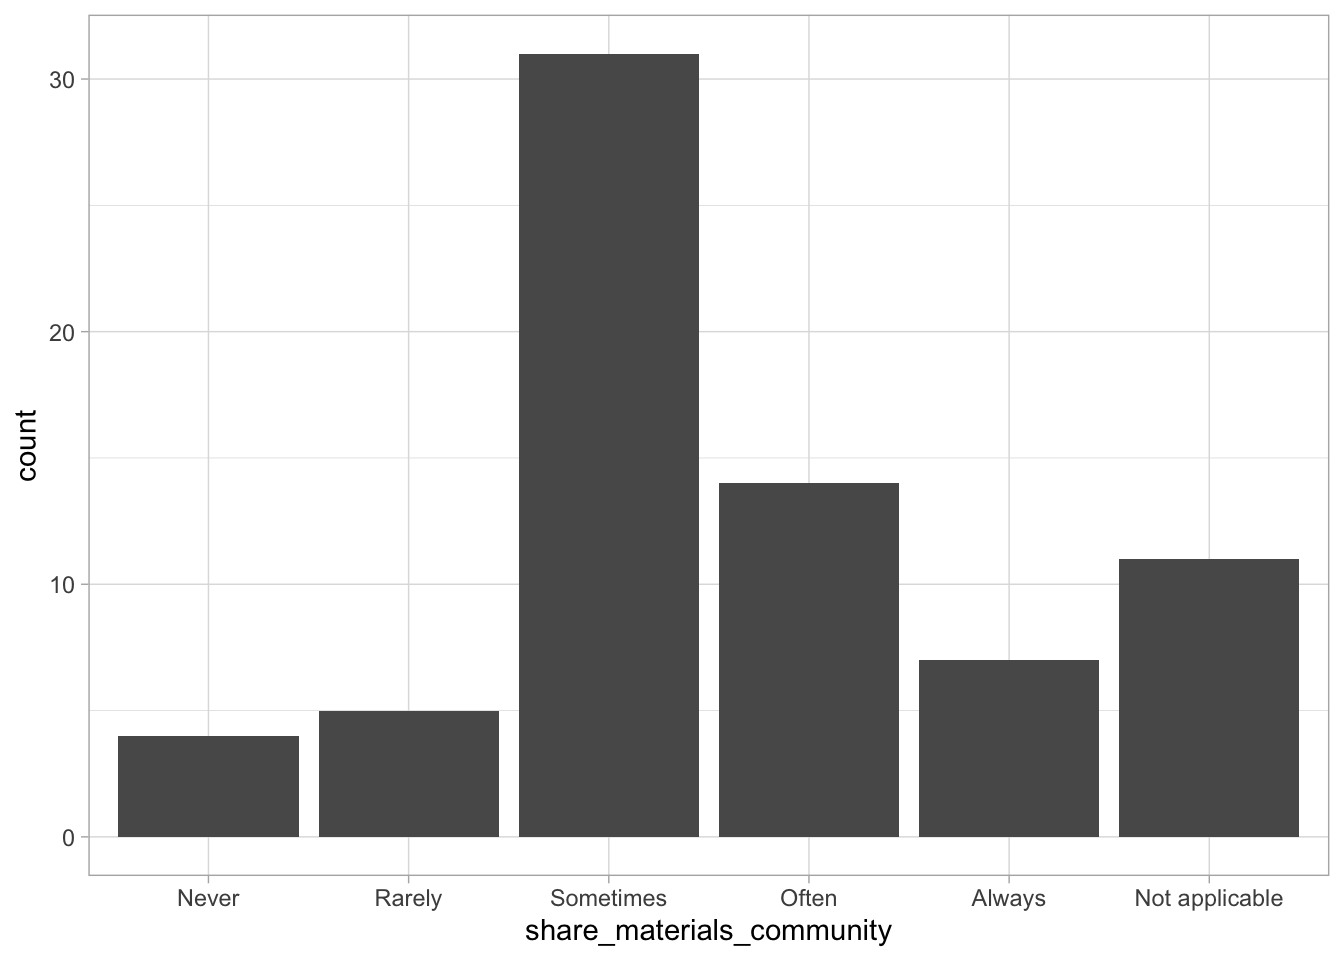 30
20
10
0
count
Never Rarely Sometimes Often Always Not applicable
share_materials_community